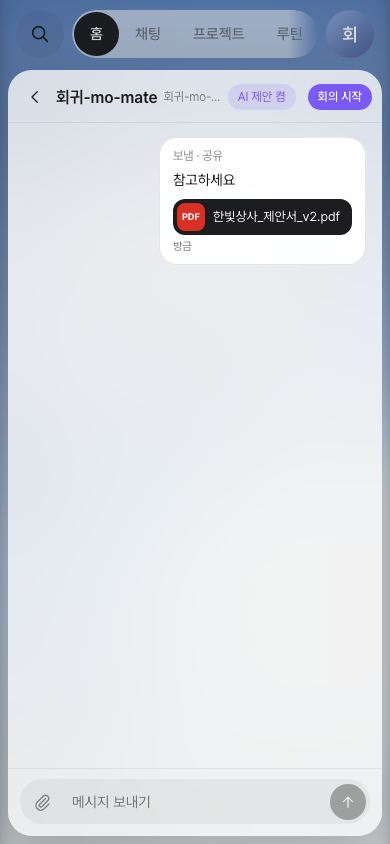 홈 채팅 프로젝트 루틴 회
회귀-mo-mate 회귀-mo-... AI 제안 켬 회의 시작
보냄 · 공유
참고하세요
PDF 한빛상사_제안서_v2.pdf
방금
메시지 보내기